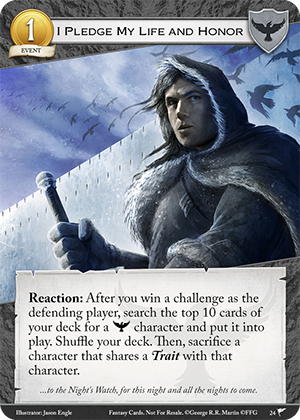 1
I Pledge My Life and Honor
EVENT
Reaction: After you win a challenge as the
defending player, search the top 10 cards of
your deck for a character and put it into
play. Shuffle your deck. Then, sacrifice a
character that shares a Trait with that
character.
...to the Night's Watch, for this night and all the nights to come.
Illustrator: Jason Engle
Fantasy Cards. Not For Resale. ©George R.R. Martin ©FFG
24